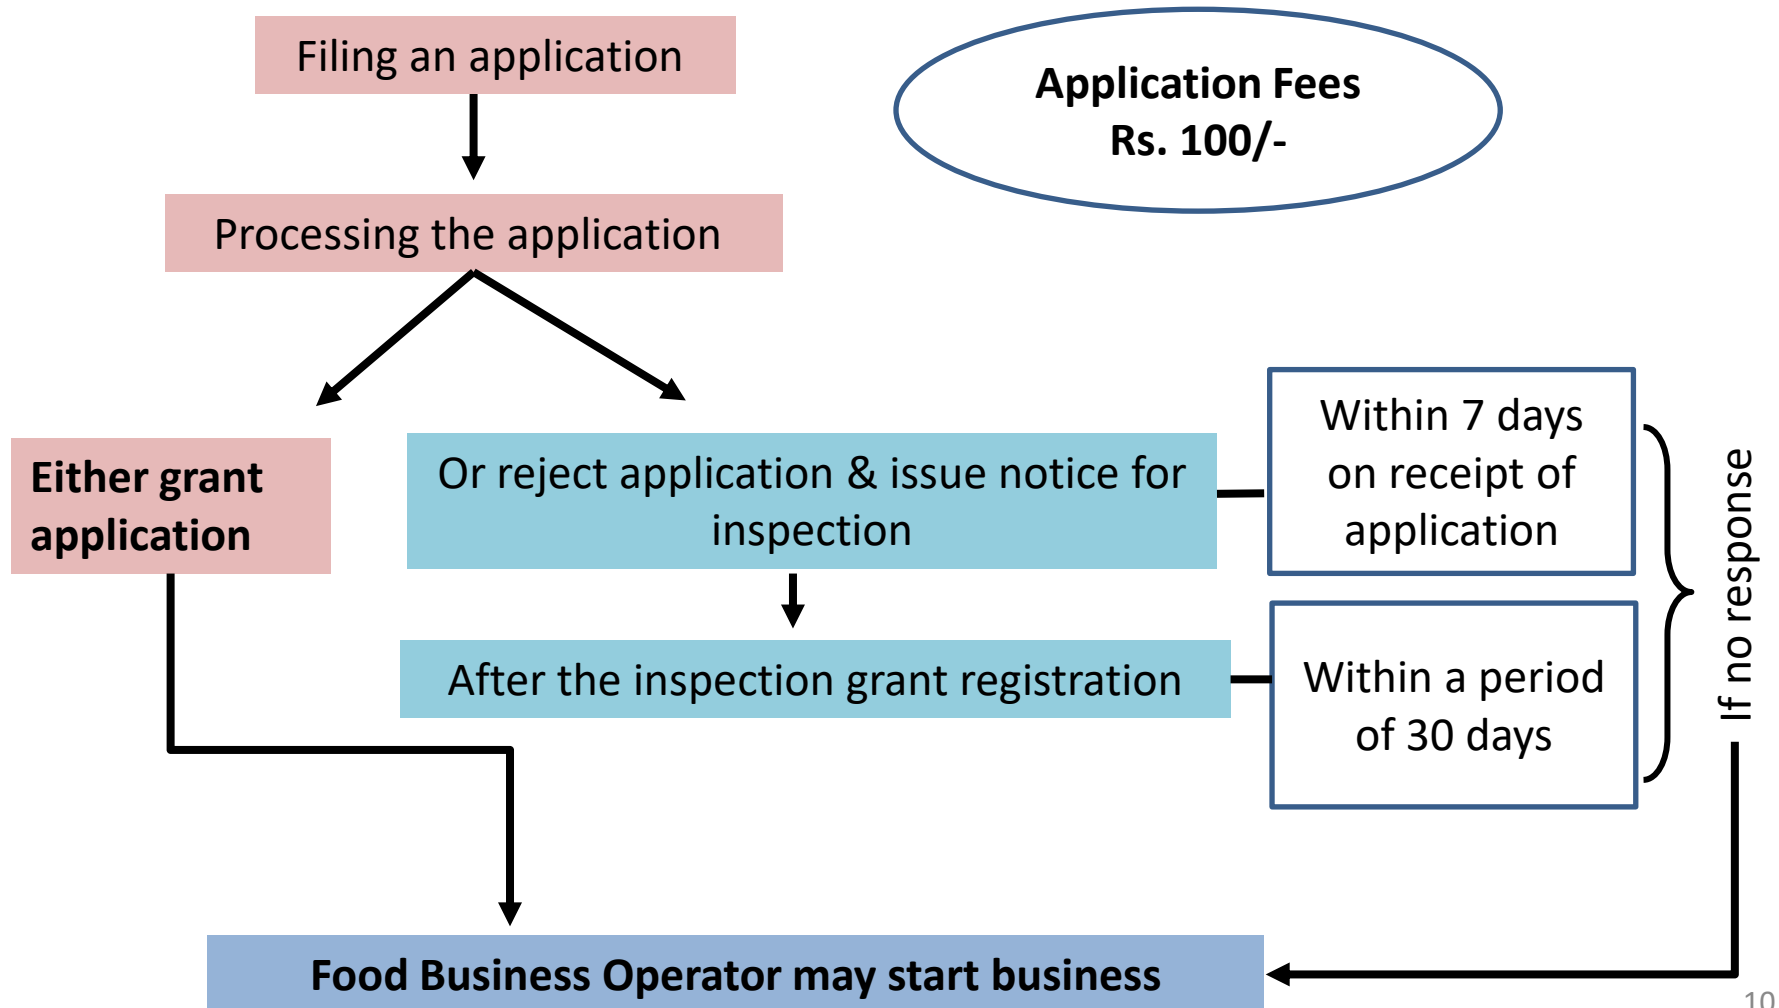 Filing an application
Application Fees
Rs. 100/-
Processing the application
Either grant
application
Or reject application & issue notice for
inspection
Within 7 days
on receipt of
application
After the inspection grant registration
Within a period
of 30 days
If no response
Food Business Operator may start business
10